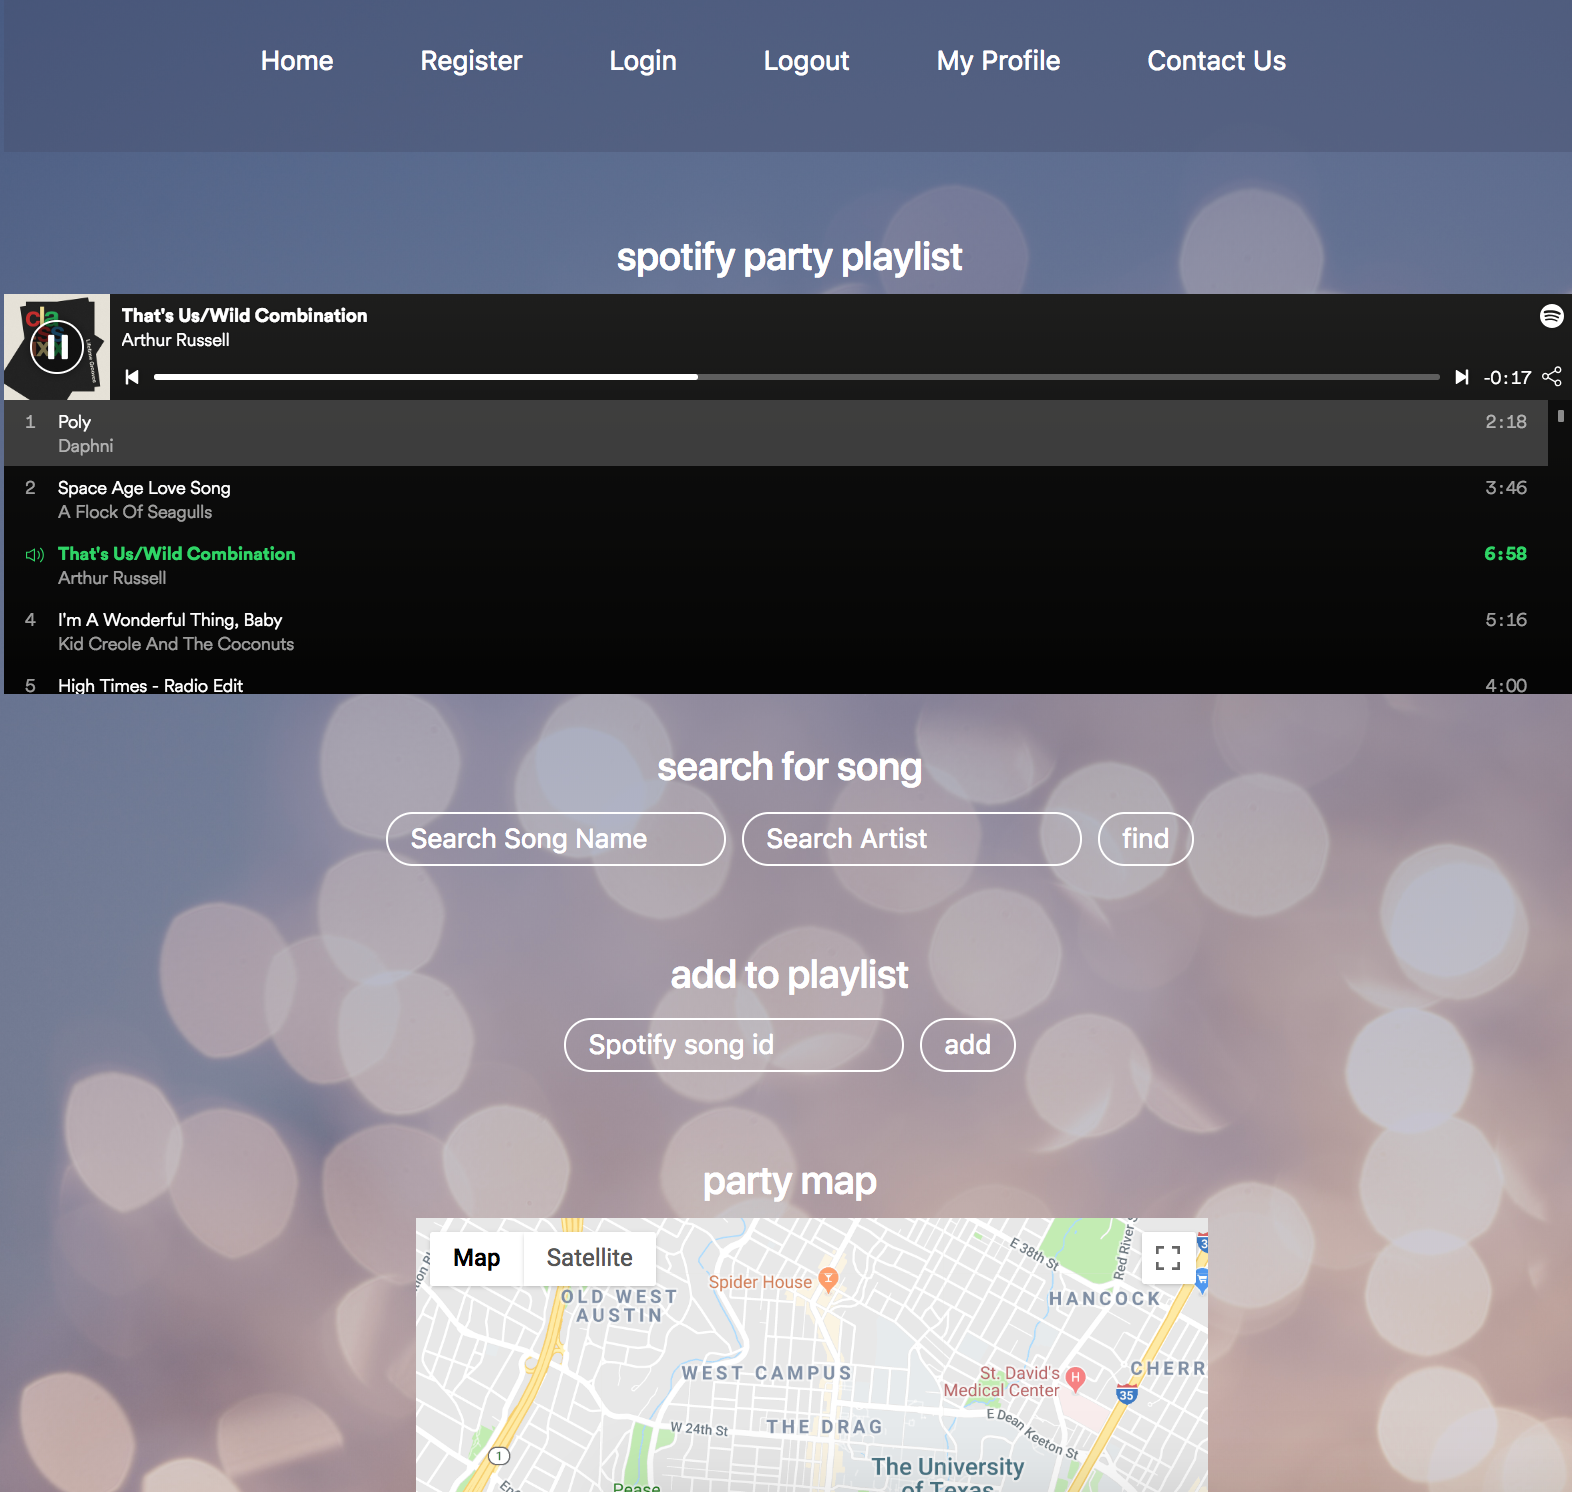 Home Register Login Logout My Profile Contact Us
spotify party playlist
That's Us/Wild Combination
Arthur Russell
-0:17
1 Poly 2:18
Daphni
2 Space Age Love Song 3:46
A Flock Of Seagulls
That's Us/Wild Combination 6:58
Arthur Russell
4 I'm A Wonderful Thing, Baby 5:16
Kid Creole And The Coconuts
5 High Times - Radio Edit 4:00
search for song
Search Song Name Search Artist find
add to playlist
Spotify song id add
party map
Map Satellite
E 38th St
Red River S
Spider House
OLD WEST
AUSTIN
HANCOCK
WEST CAMPUS
St. David's
Medical Center
CHERR
35
W 24th St
THE DRAG
E Dean Keeton St
1
The University
of Texas
Pease